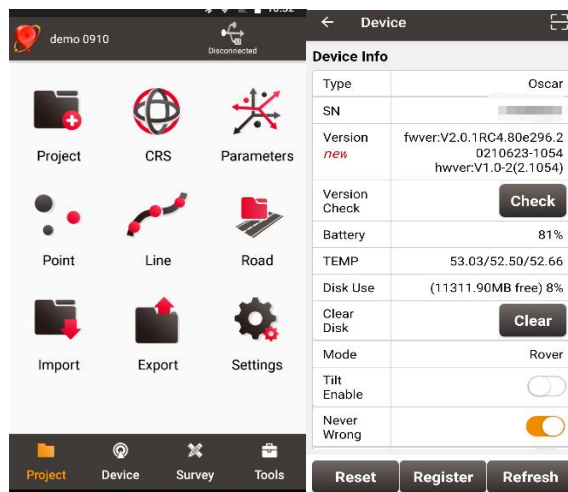 demo 0910
Disconnected
Project
CRS
Parameters
Point
Line
Road
Import
Export
Settings
Project
Device
Survey
Tools
Device
Device Info
Type
Oscar
SN
Version
new
fwver:V2.0.1RC4.80e296.2
0210623-1054
hwver:V1.0-2(2.1054)
Version
Check
Check
Battery
81%
TEMP
53.03/52.50/52.66
Disk Use
(11311.90MB free) 8%
Clear
Disk
Clear
Mode
Rover
Tilt
Enable
Never
Wrong
Reset
Register
Refresh